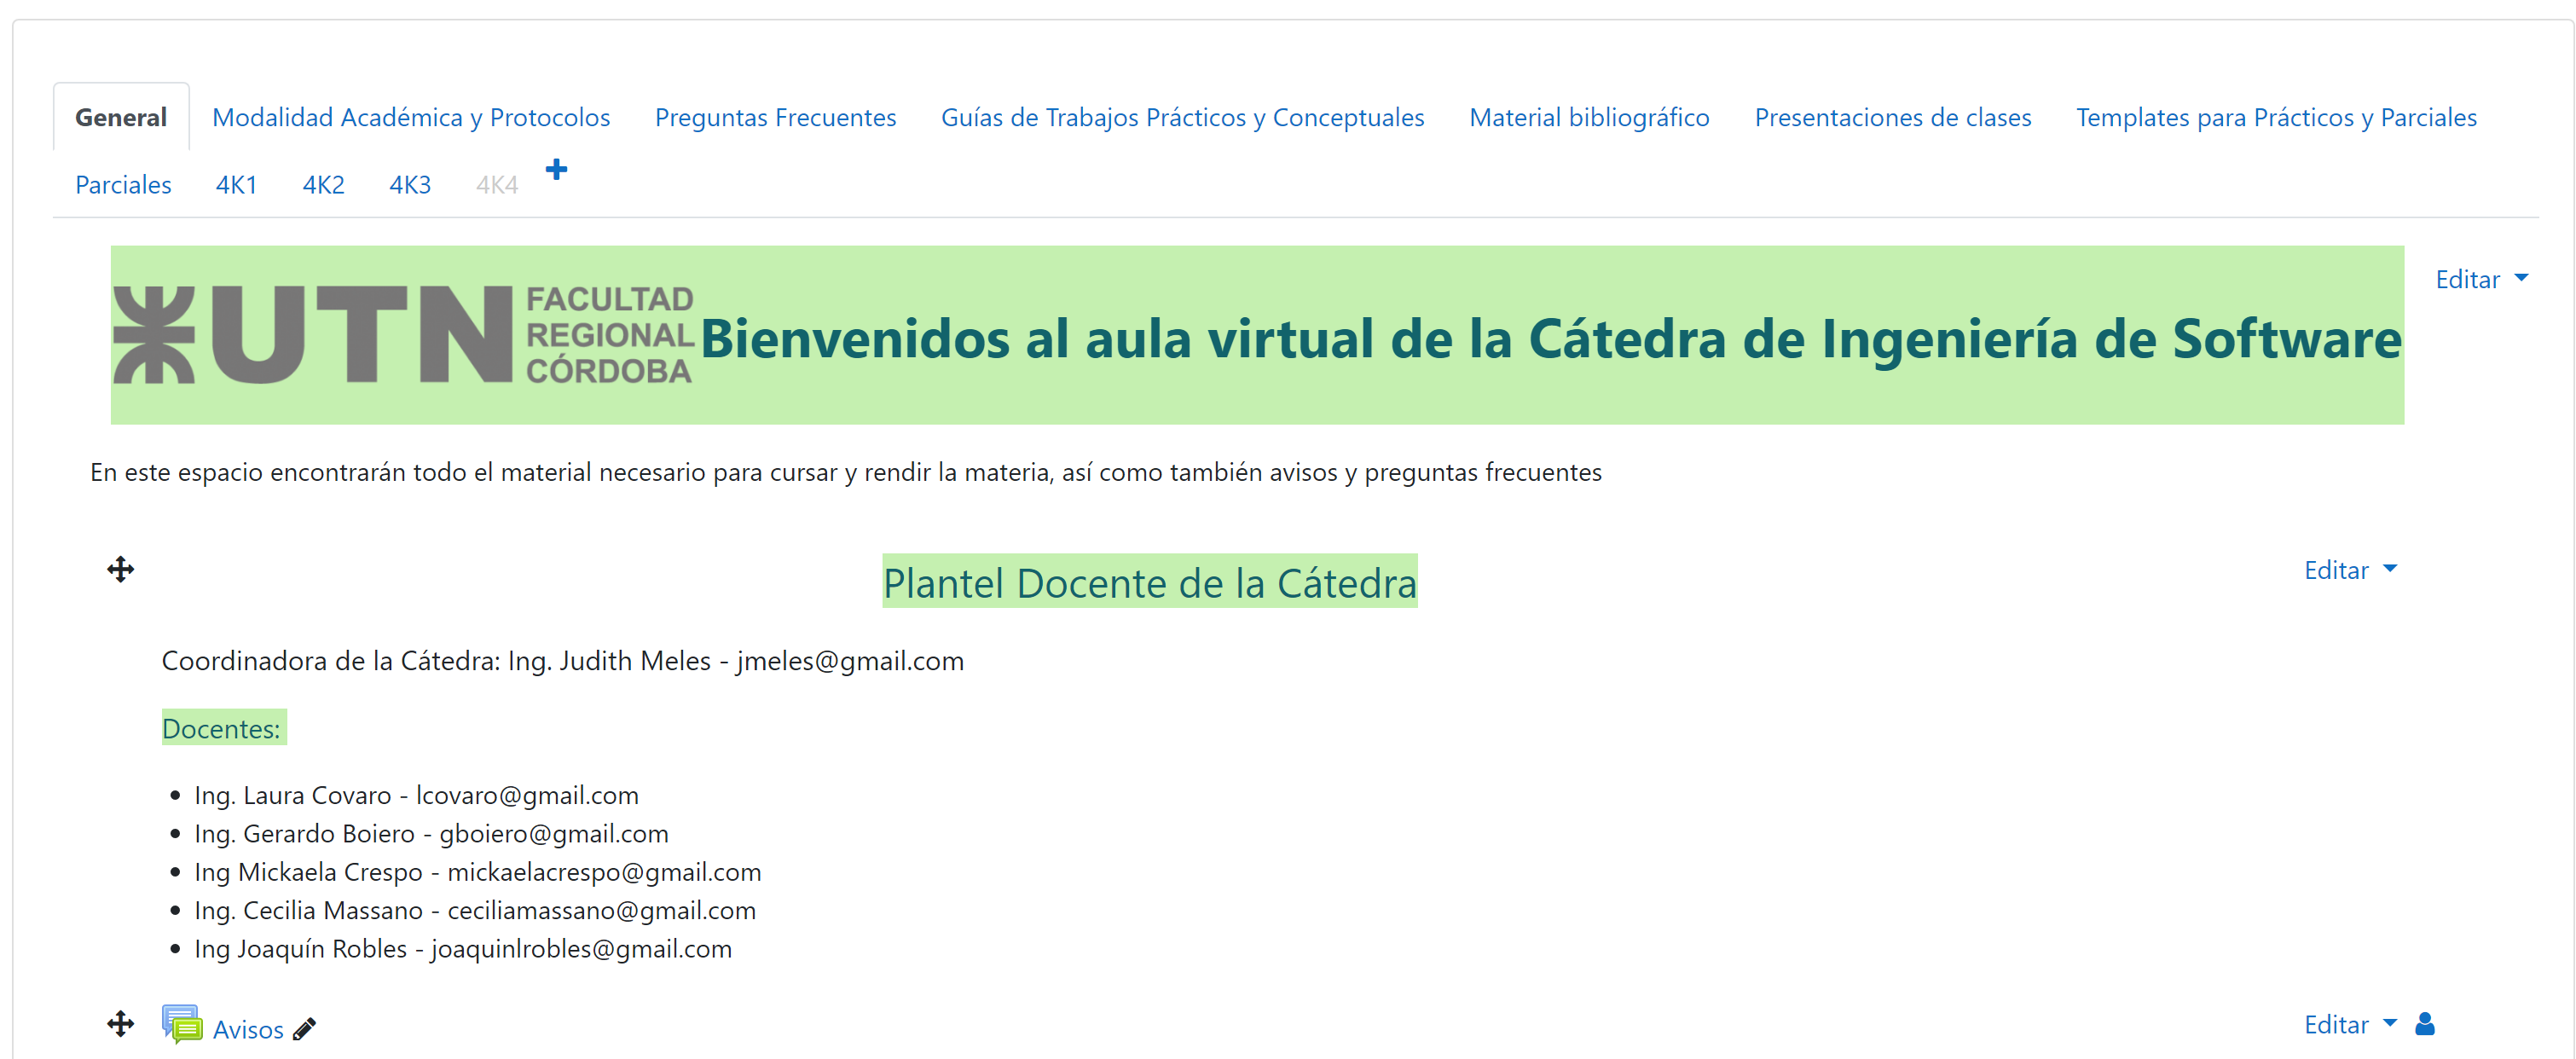 General Modalidad Académica y Protocolos Preguntas Frecuentes Guías de Trabajos Prácticos y Conceptuales Material bibliográfico Presentaciones de clases Templates para Prácticos y Parciales
Parciales 4K1 4K2 4K3 4K4
Editar
UTN FACULTAD
REGIONAL
CÓRDOBA
Bienvenidos al aula virtual de la Cátedra de Ingeniería de Software
En este espacio encontrarán todo el material necesario para cursar y rendir la materia, así como también avisos y preguntas frecuentes
Plantel Docente de la Cátedra
Editar
Coordinadora de la Cátedra: Ing. Judith Meles - jmeles@gmail.com
Docentes:
Ing. Laura Covaro - lcovaro@gmail.com
Ing. Gerardo Boiero - gboiero@gmail.com
Ing Mickaela Crespo - mickaelacrespo@gmail.com
Ing. Cecilia Massano - ceciliamassano@gmail.com
Ing Joaquín Robles - joaquinlrobles@gmail.com
Avisos
Editar